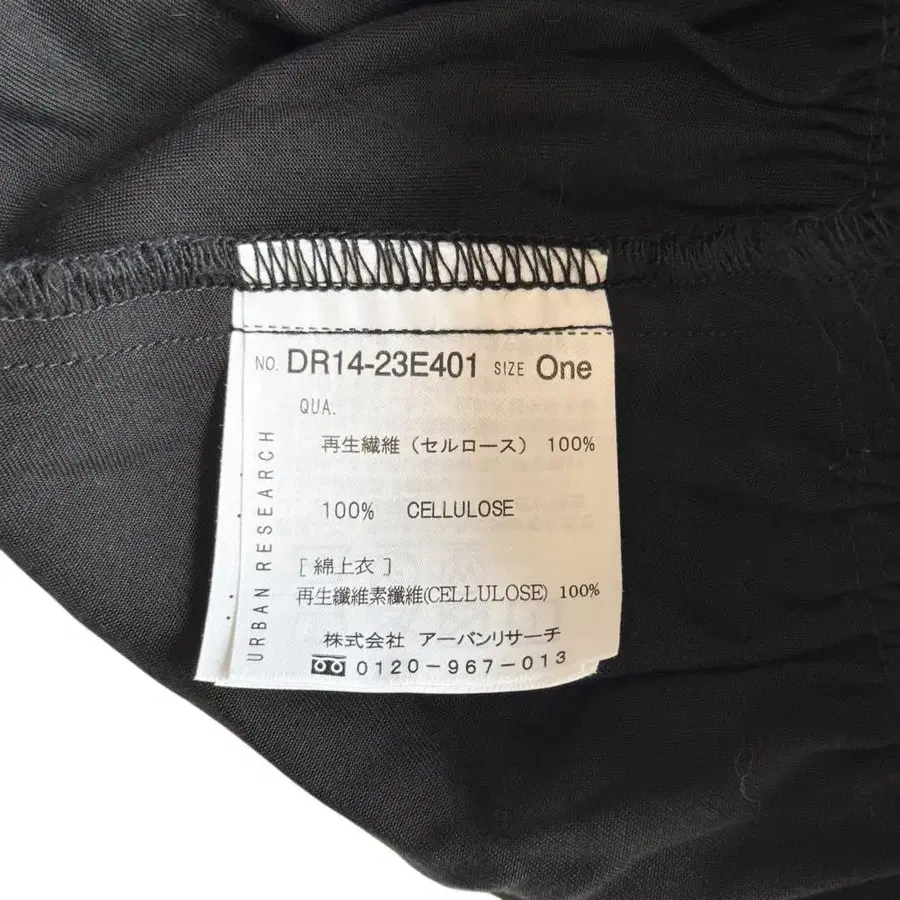 NO. DR14-23E401 SIZE One
QUA.
再生繊維（セルロース）100%
100% CELLULOSE
[ 綿上衣 ]
再生纖維素纖維(CELLULOSE) 100%
株式会社 アーバンリサーチ
0120-967-013
URBAN RESEARCH